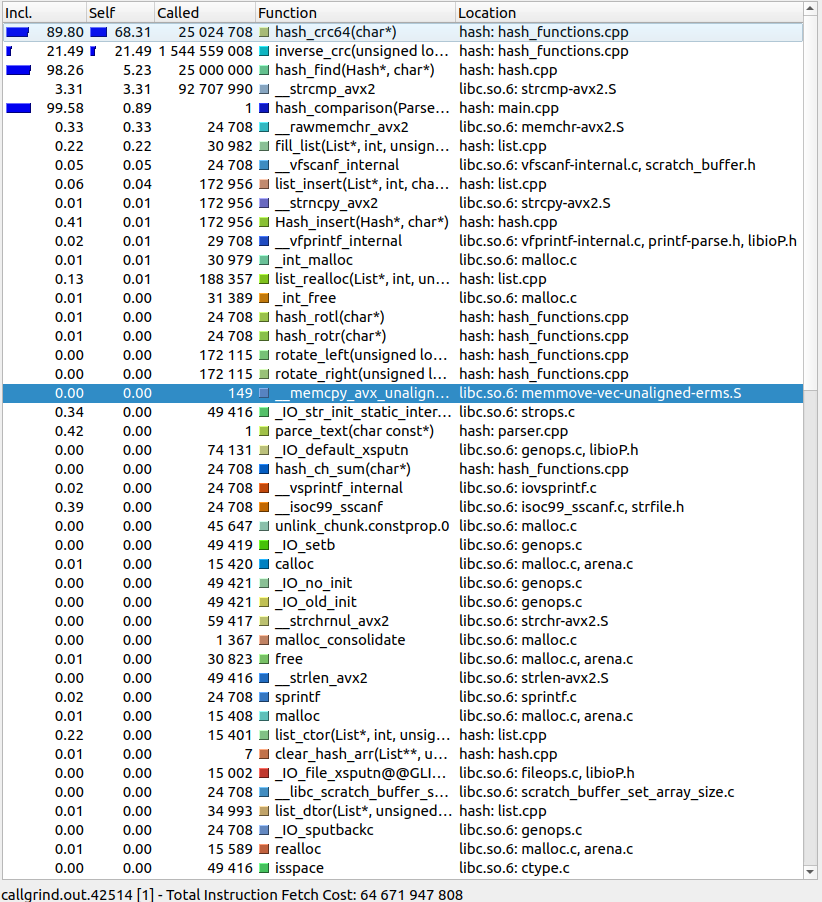 Incl. Self Called Function Location
89.80 68.31 25 024 708 hash_crc64(char*) hash: hash_functions.cpp
21.49 21.49 1 544 559 008 inverse_crc(unsigned lo... hash: hash_functions.cpp
98.26 5.23 25 000 000 hash_find(Hash*, char*) hash: hash.cpp
3.31 3.31 92 707 990 __strcmp_avx2 libc.so.6: strcmp-avx2.S
99.58 0.89 1 hash_comparison(Parse... hash: main.cpp
0.33 0.33 24 708 __rawmemchr_avx2 libc.so.6: memchr-avx2.S
0.22 0.22 30 982 fill_list(List*, int, unsign... hash: list.cpp
0.05 0.05 24 708 __vfscanf_internal libc.so.6: vfscanf-internal.c, scratch_buffer.h
0.06 0.04 172 956 list_insert(List*, int, cha... hash: list.cpp
0.01 0.01 172 956 __strncpy_avx2 libc.so.6: strcpy-avx2.S
0.41 0.01 172 956 Hash_insert(Hash*, char*) hash: hash.cpp
0.02 0.01 29 708 __vfprintf_internal libc.so.6: vfprintf-internal.c, printf-parse.h, libioP.h
0.01 0.01 30 979 _int_malloc libc.so.6: malloc.c
0.13 0.01 188 357 list_realloc(List*, int, un... hash: list.cpp
0.01 0.00 31 389 _int_free libc.so.6: malloc.c
0.01 0.00 24 708 hash_rotl(char*) hash: hash_functions.cpp
0.01 0.00 24 708 hash_rotr(char*) hash: hash_functions.cpp
0.00 0.00 172 115 rotate_left(unsigned lo... hash: hash_functions.cpp
0.00 0.00 172 115 rotate_right(unsigned l... hash: hash_functions.cpp
0.00 0.00 149 __memcpy_avx_unalign... libc.so.6: memmove-vec-unaligned-erms.S
0.34 0.00 49 416 _IO_str_init_static_inter... libc.so.6: strops.c
0.42 0.00 1 parce_text(char const*) hash: parser.cpp
0.00 0.00 74 131 _IO_default_xsputn libc.so.6: genops.c, libioP.h
0.00 0.00 24 708 hash_ch_sum(char*) hash: hash_functions.cpp
0.02 0.00 24 708 __vsprintf_internal libc.so.6: iovsprintf.c
0.39 0.00 24 708 __isoc99_sscanf libc.so.6: isoc99_sscanf.c, strfile.h
0.00 0.00 45 647 unlink_chunk.constprop.0 libc.so.6: malloc.c
0.00 0.00 49 419 _IO_setb libc.so.6: genops.c
0.01 0.00 15 420 calloc libc.so.6: malloc.c, arena.c
0.00 0.00 49 421 _IO_no_init libc.so.6: genops.c
0.00 0.00 49 421 _IO_old_init libc.so.6: genops.c
0.00 0.00 59 417 __strchrnul_avx2 libc.so.6: strchr-avx2.S
0.00 0.00 1 367 malloc_consolidate libc.so.6: malloc.c
0.01 0.00 30 823 free libc.so.6: malloc.c, arena.c
0.00 0.00 49 416 __strlen_avx2 libc.so.6: strlen-avx2.S
0.02 0.00 24 708 sprintf libc.so.6: sprintf.c
0.01 0.00 15 408 malloc libc.so.6: malloc.c, arena.c
0.22 0.00 15 401 list_ctor(List*, int, unsig... hash: list.cpp
0.01 0.00 7 clear_hash_arr(List**, u... hash: hash.cpp
0.00 0.00 15 002 _IO_file_xsputn@@GLI... libc.so.6: fileops.c, libioP.h
0.00 0.00 24 708 __libc_scratch_buffer_s... libc.so.6: scratch_buffer_set_array_size.c
0.01 0.00 34 993 list_dtor(List*, unsigned... hash: list.cpp
0.00 0.00 24 708 _IO_sputbackc libc.so.6: genops.c
0.01 0.00 15 589 realloc libc.so.6: malloc.c, arena.c
0.00 0.00 49 416 isspace libc.so.6: ctype.c
callgrind.out.42514 [1] - Total Instruction Fetch Cost: 64 671 947 808